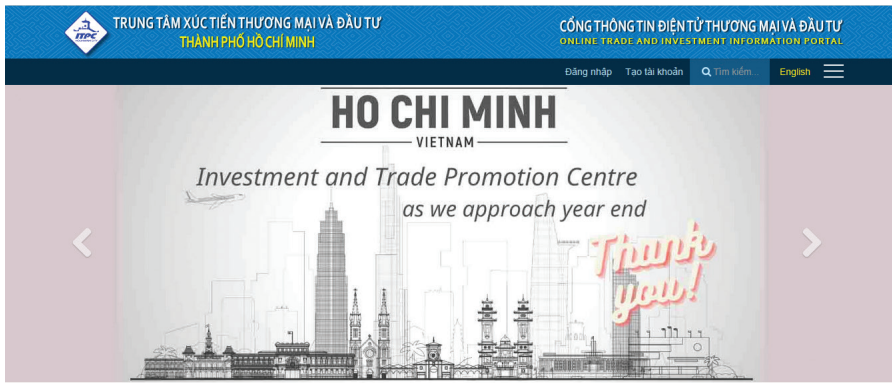 ITPC
TRUNG TÂM XÚC TIẾN THƯƠNG MẠI VÀ ĐẦU TƯ
THÀNH PHỐ HỒ CHÍ MINH
CỔNG THÔNG TIN ĐIỆN TỬ THƯƠNG MẠI VÀ ĐẦU TƯ
ONLINE TRADE AND INVESTMENT INFORMATION PORTAL
Đăng nhập Tạo tài khoản Tìm kiếm... English
HO CHI MINH
VIETNAM
Investment and Trade Promotion Centre
as we approach year end
Thank
you!